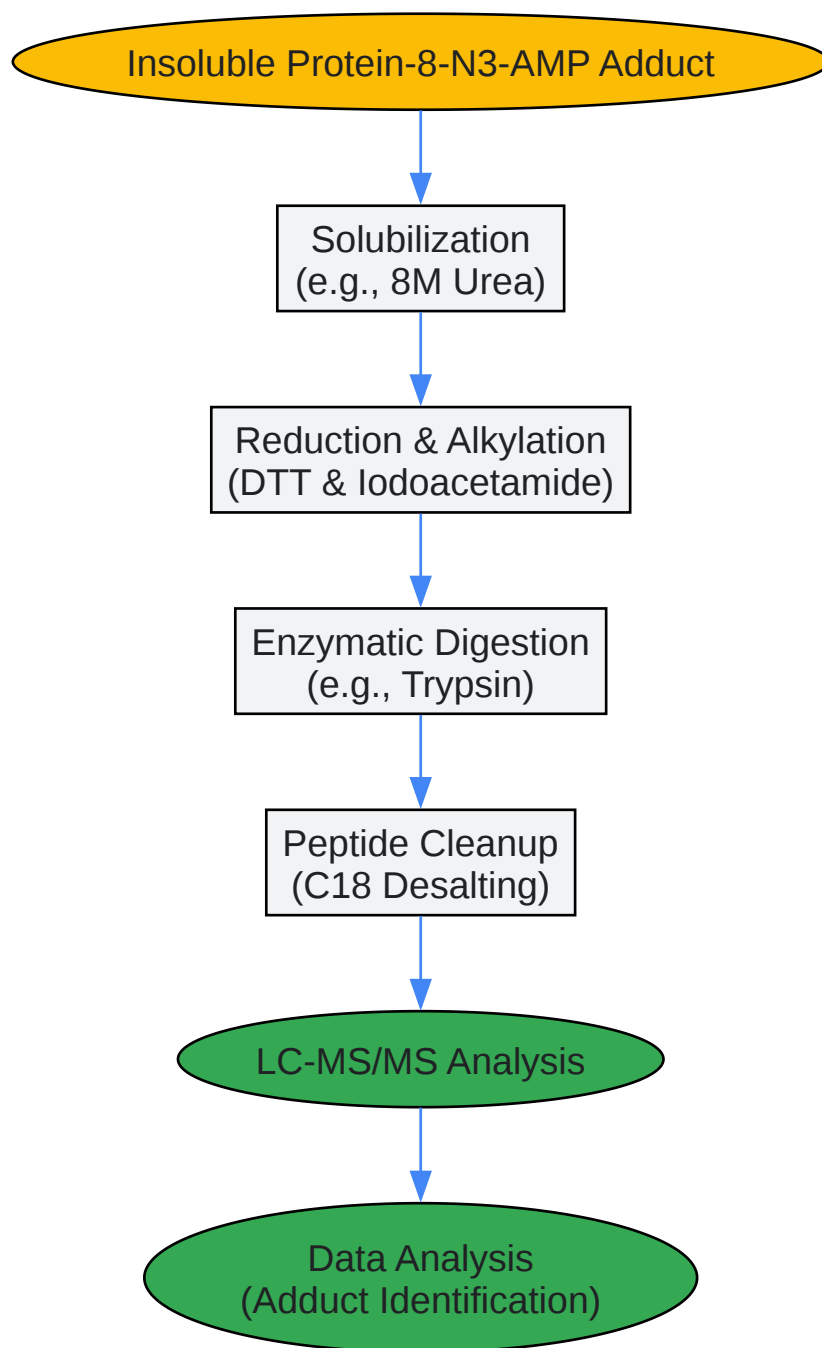 Insoluble Protein-8-N3-AMP Adduct
Solubilization
(e.g., 8M Urea)
Reduction & Alkylation
(DTT & Iodoacetamide)
Enzymatic Digestion
(e.g., Trypsin)
Peptide Cleanup
(C18 Desalting)
LC-MS/MS Analysis
Data Analysis
(Adduct Identification)